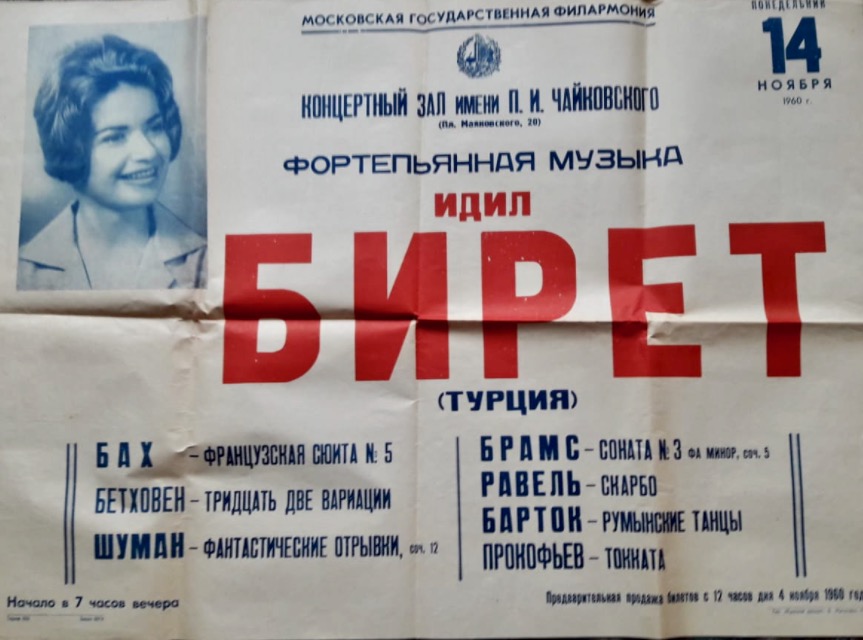 МОСКОВСКАЯ ГОСУДАРСТВЕННАЯ ФИЛАРМОНИЯ
ПОНЕДЕЛЬНИК
14
НОЯБРЯ
1960 г.
КОНЦЕРТНЫЙ ЗАЛ ИМЕНИ П. И. ЧАЙКОВСКОГО
(Пл. Маяковского, 20)
ФОРТЕПЬЯННАЯ МУЗЫКА
ИДИЛ
БИРЕТ
(ТУРЦИЯ)
БАХ – ФРАНЦУЗСКАЯ СЮИТА № 5
БЕТХОВЕН – ТРИДЦАТЬ ДВЕ ВАРИАЦИИ
ШУМАН – ФАНТАСТИЧЕСКИЕ ОТРЫВКИ, соч. 12
БРАМС – СОНАТА № 3 ФА МИНОР, соч. 5
РАВЕЛЬ – СКАРБО
БАРТОК – РУМЫНСКИЕ ТАНЦЫ
ПРОКОФЬЕВ – ТОККАТА
Начало в 7 часов вечера
Предварительная продажа билетов с 12 часов дня 4 ноября 1960 год